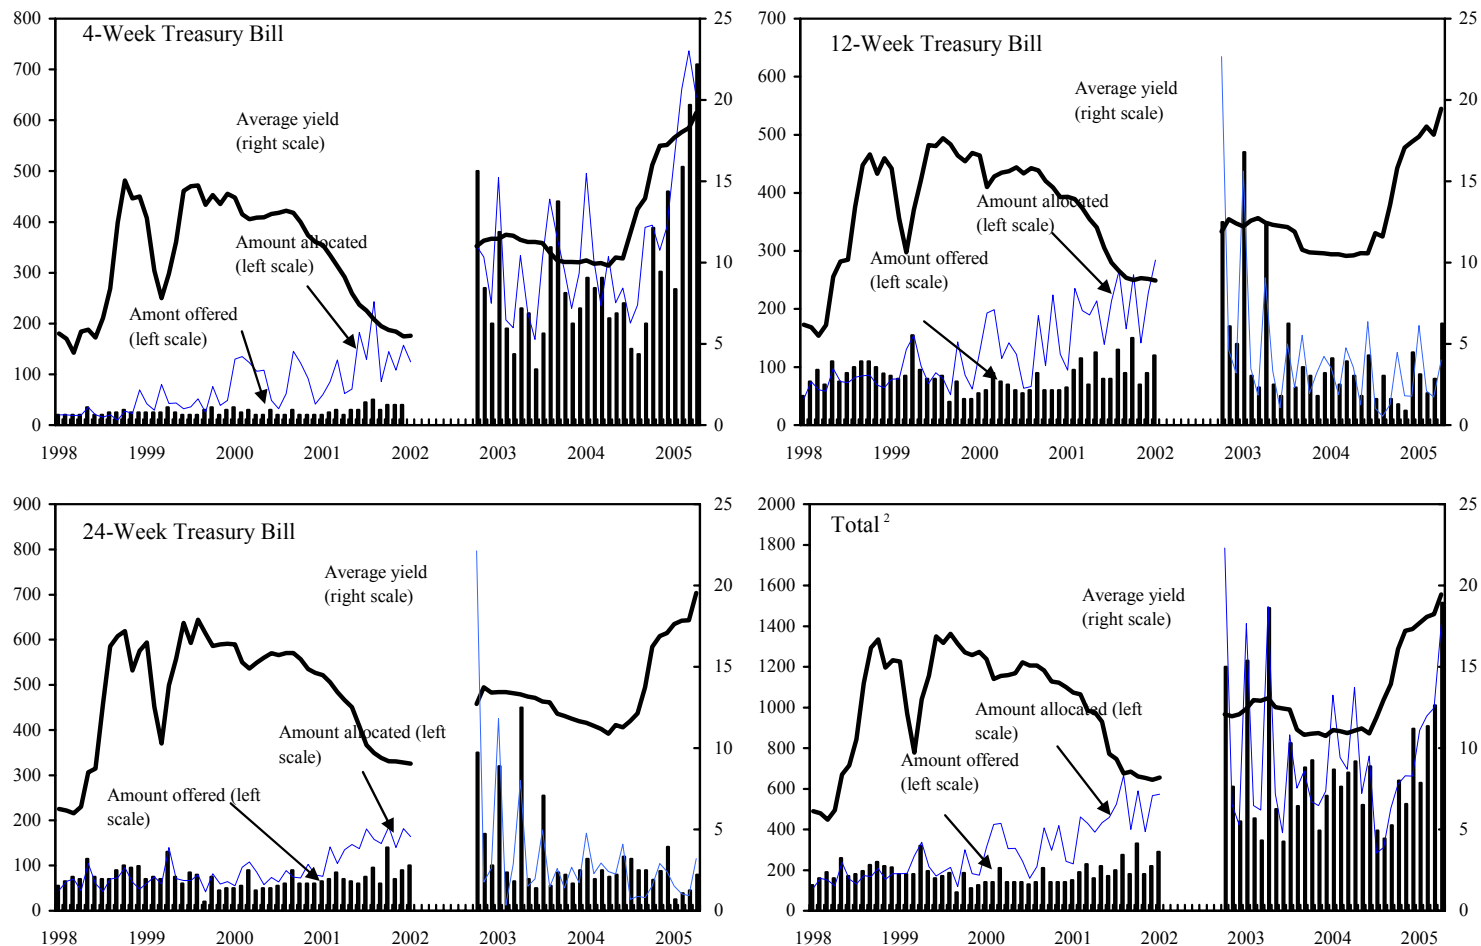 4-Week Treasury Bill
800
700
600
500
400
300
200
100
0
25
20
15
10
5
0
Average yield
(right scale)
Amount allocated
(left scale)
Amont offered
(left scale)
1998 1999 2000 2001 2002 2003 2004 2005
12-Week Treasury Bill
700
600
500
400
300
200
100
0
25
20
15
10
5
0
Average yield
(right scale)
Amount allocated
(left scale)
Amount offered
(left scale)
1998 1999 2000 2001 2002 2003 2004 2005
24-Week Treasury Bill
900
800
700
600
500
400
300
200
100
0
25
20
15
10
5
0
Average yield
(right scale)
Amount allocated (left
scale)
Amount offered (left
scale)
1998 1999 2000 2001 2002 2003 2004 2005
Total 2
2000
1800
1600
1400
1200
1000
800
600
400
200
0
25
20
15
10
5
0
Average yield
(right scale)
Amount allocated (left
scale)
Amount offered
(left scale)
1998 1999 2000 2001 2002 2003 2004 2005